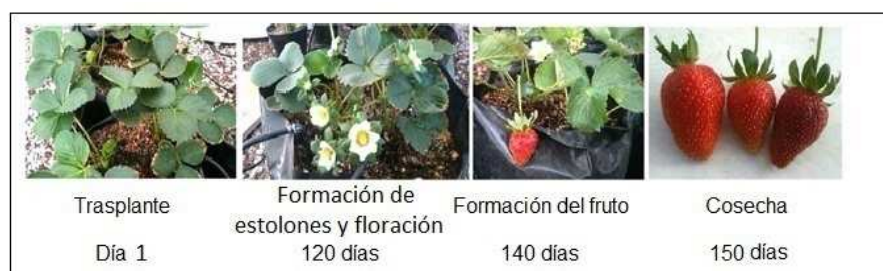 Trasplante
Formación de
estolones y floración
Formación del fruto
Cosecha
Día 1
120 días
140 días
150 días